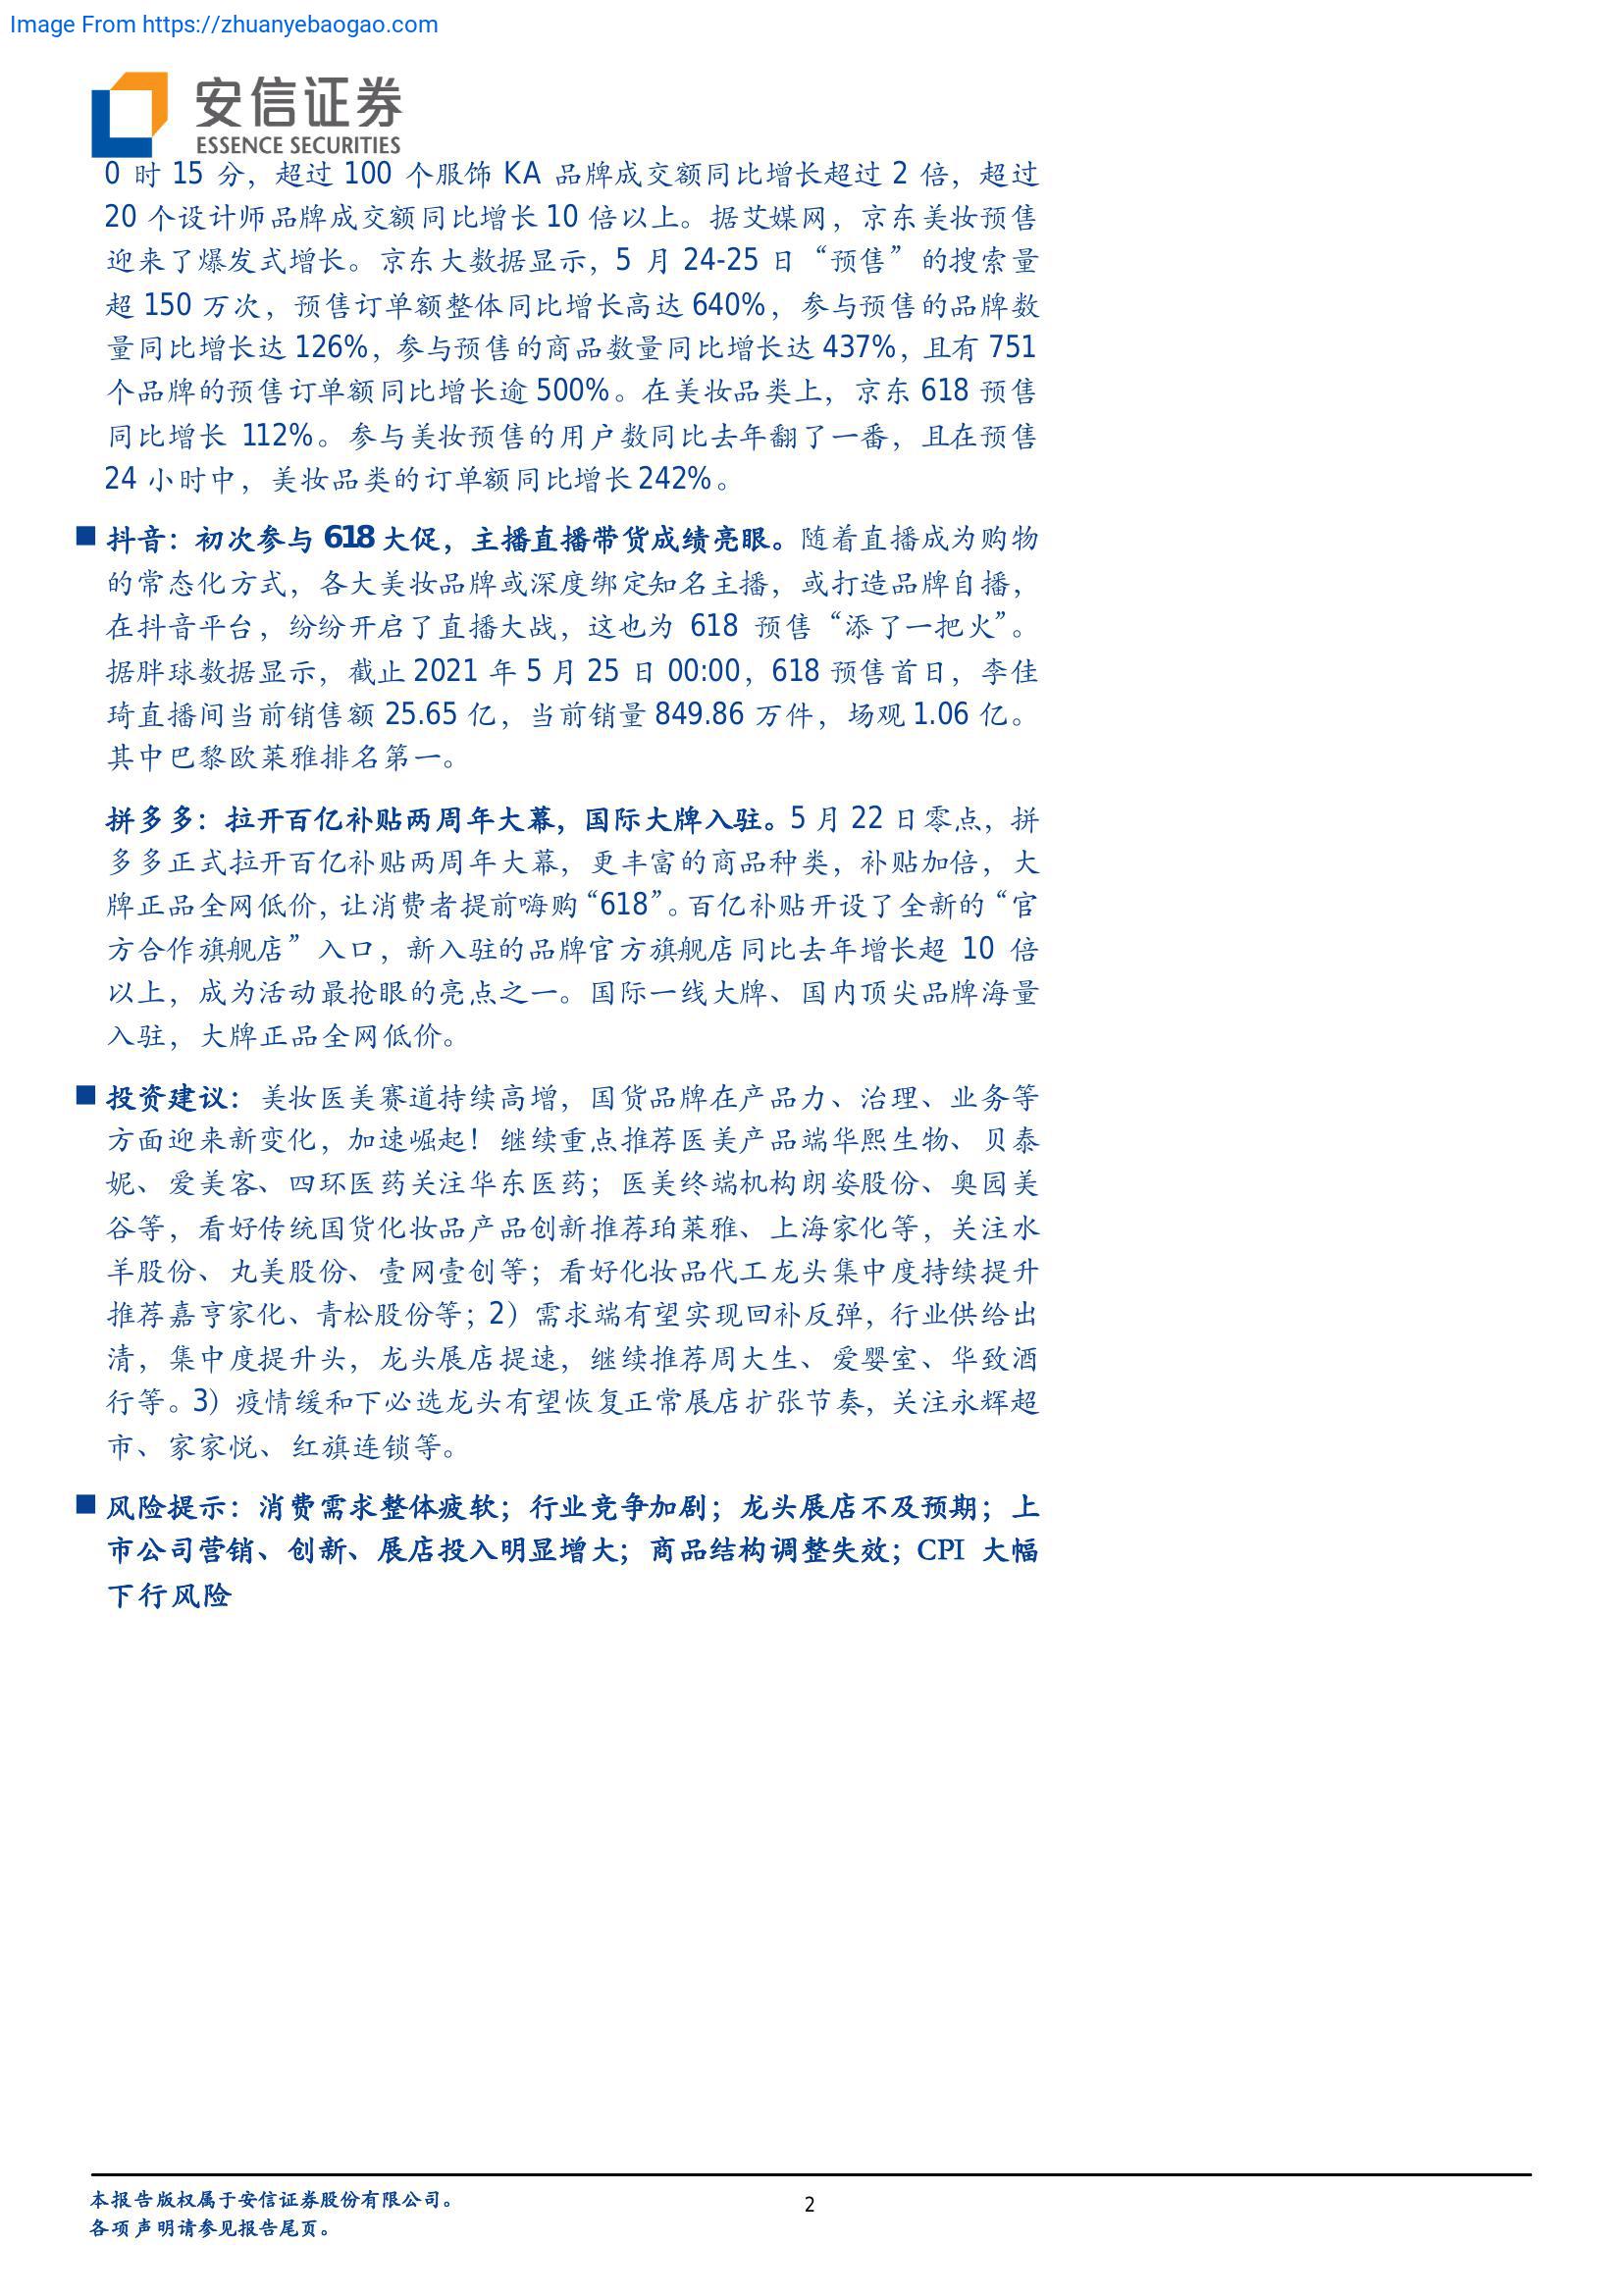 Image From https://zhuanyebaogao.com
安信证券
ESSENCE SECURITIES
0 时 15 分，超过 100 个服饰 KA 品牌成交额同比增长超过 2 倍，超过
20 个设计师品牌成交额同比增长 10 倍以上。据艾媒网，京东美妆预售
迎来了爆发式增长。京东大数据显示，5 月 24-25 日“预售”的搜索量
超 150 万次，预售订单额整体同比增长高达 640%，参与预售的品牌数
量同比增长达 126%，参与预售的商品数量同比增长达 437%，且有 751
个品牌的预售订单额同比增长逾 500%。在美妆品类上，京东 618 预售
同比增长 112%。参与美妆预售的用户数同比去年翻了一番，且在预售
24 小时中，美妆品类的订单额同比增长 242%。
■ 抖音：初次参与 618 大促，主播直播带货成绩亮眼。随着直播成为购物
的常态化方式，各大美妆品牌或深度绑定知名主播，或打造品牌自播，
在抖音平台，纷纷开启了直播大战，这也为 618 预售“添了一把火”。
据胖球数据显示，截止 2021 年 5 月 25 日 00:00，618 预售首日，李佳
琦直播间当前销售额 25.65 亿，当前销量 849.86 万件，场观 1.06 亿。
其中巴黎欧莱雅排名第一。
拼多多：拉开百亿补贴两周年大幕，国际大牌入驻。5 月 22 日零点，拼
多多正式拉开百亿补贴两周年大幕，更丰富的商品种类，补贴加倍，大
牌正品全网低价，让消费者提前嗨购“618”。百亿补贴开设了全新的“官
方合作旗舰店”入口，新入驻的品牌官方旗舰店同比去年增长超 10 倍
以上，成为活动最抢眼的亮点之一。国际一线大牌、国内顶尖品牌海量
入驻，大牌正品全网低价。
■ 投资建议：美妆医美赛道持续高增，国货品牌在产品力、治理、业务等
方面迎来新变化，加速崛起！继续重点推荐医美产品端华熙生物、贝泰
妮、爱美客、四环医药关注华东医药；医美终端机构朗姿股份、奥园美
谷等，看好传统国货化妆品产品创新推荐珀莱雅、上海家化等，关注水
羊股份、丸美股份、壹网壹创等；看好化妆品代工龙头集中度持续提升
推荐嘉亨家化、青松股份等；2）需求端有望实现回补反弹，行业供给出
清，集中度提升头，龙头展店提速，继续推荐周大生、爱婴室、华致酒
行等。3）疫情缓和下必选龙头有望恢复正常展店扩张节奏，关注永辉超
市、家家悦、红旗连锁等。
■ 风险提示：消费需求整体疲软；行业竞争加剧；龙头展店不及预期；上
市公司营销、创新、展店投入明显增大；商品结构调整失效；CPI 大幅
下行风险
本报告版权属于安信证券股份有限公司。
2
各项声明请参见报告尾页。